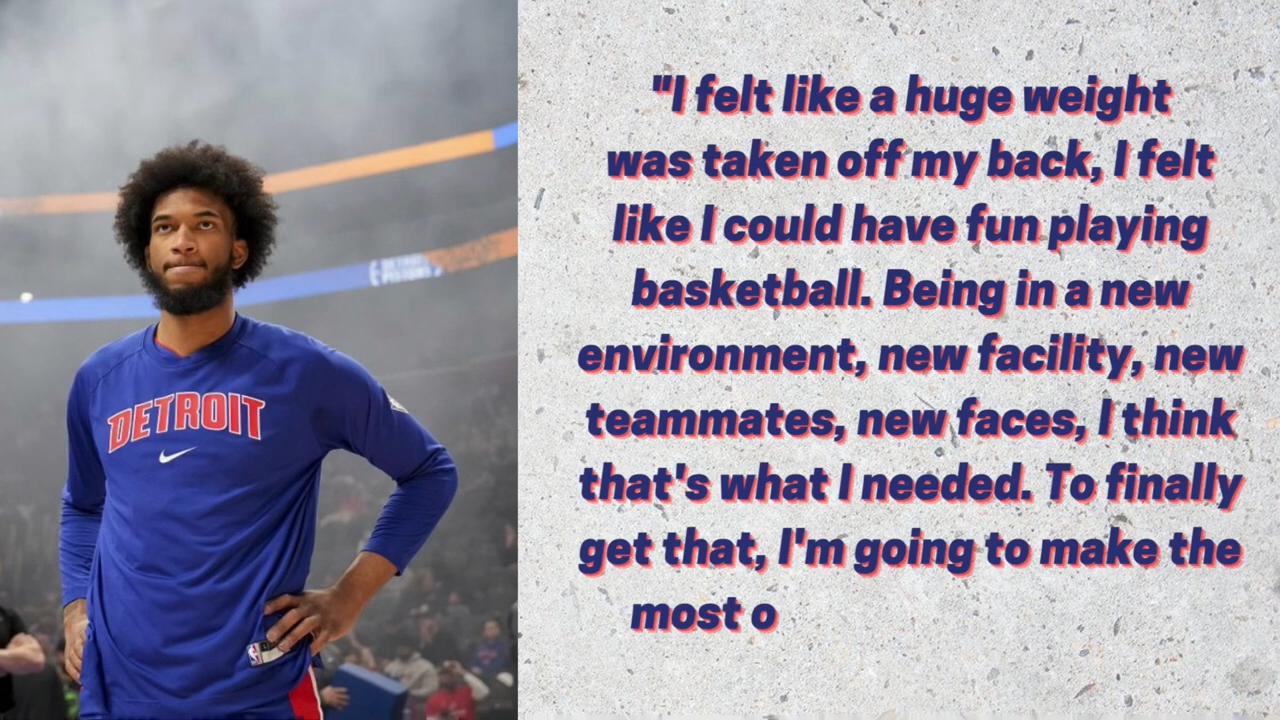 DETROIT
DETROIT
PISTONS
"I felt like a huge weight
was taken off my back, I felt
like I could have fun playing
basketball. Being in a new
environment, new facility, new
teammates, new faces, I think
that's what I needed. To finally
get that, I'm going to make the
most o